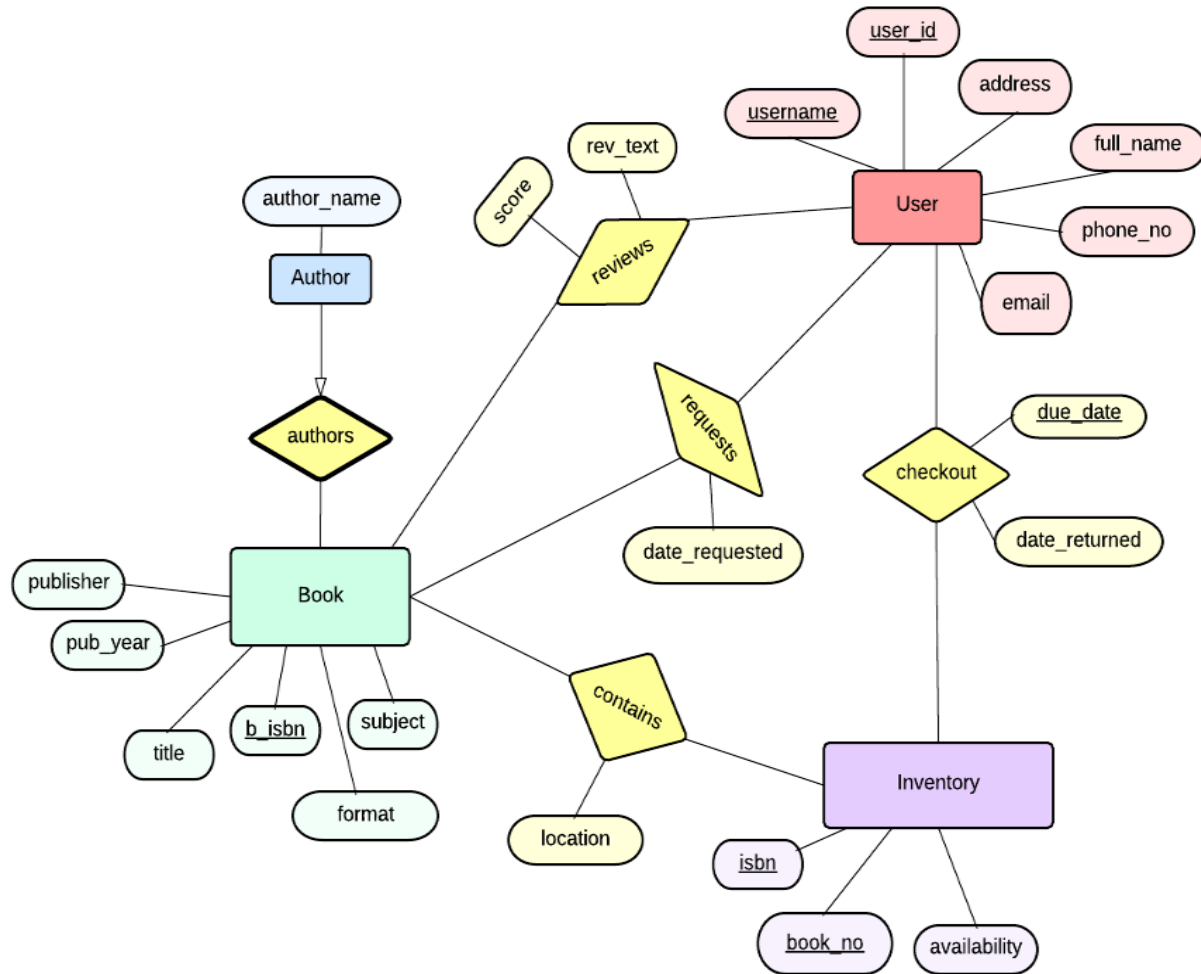 user_id
address
username
full_name
rev_text
score
author_name
User
phone_no
reviews
Author
email
requests
due_date
authors
checkout
date_requested
date_returned
publisher
Book
pub_year
contains
b_isbn
subject
title
Inventory
format
location
isbn
book_no
availability